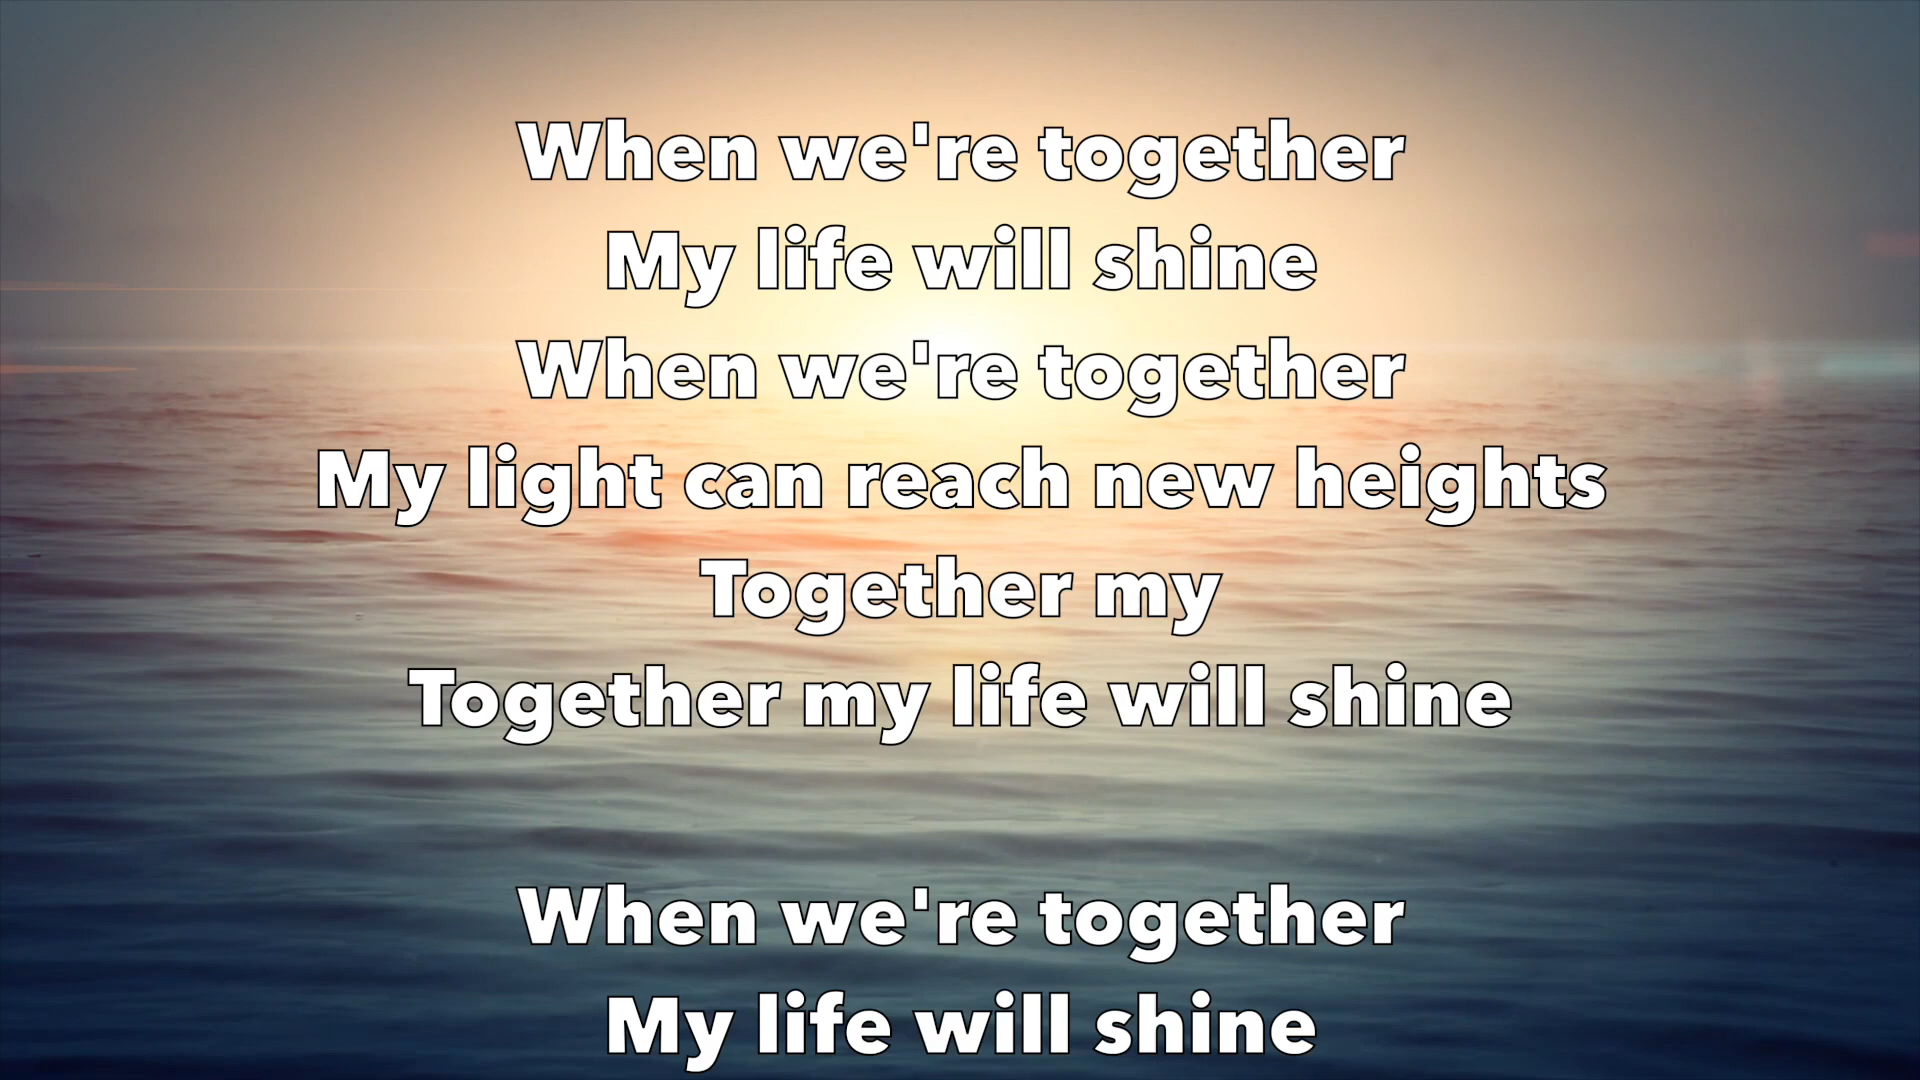 When we're together
My life will shine
When we're together
My light can reach new heights
Together my
Together my life will shine
When we're together
My life will shine